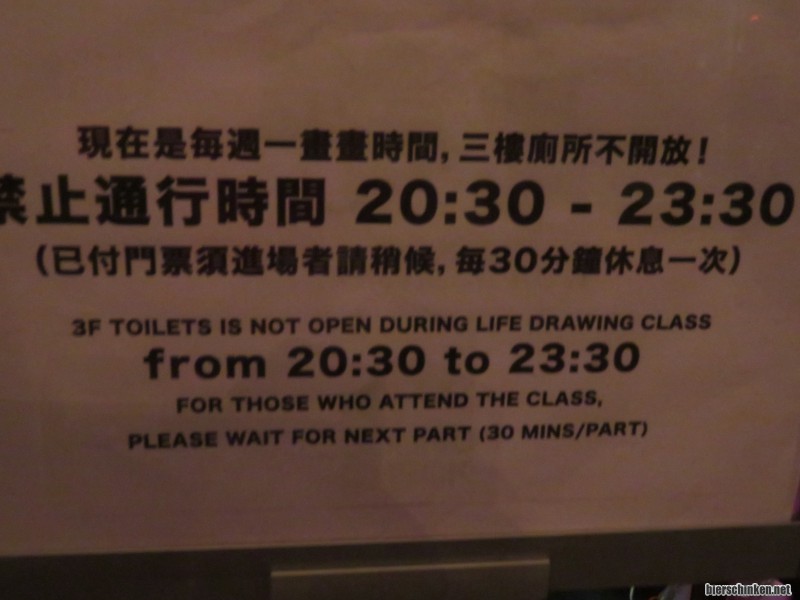 現在是每週一畫畫時間, 三樓廁所不開放!
禁止通行時間 20:30 - 23:30
(已付門票須進場者請稍候, 每30分鐘休息一次)
3F TOILETS IS NOT OPEN DURING LIFE DRAWING CLASS
from 20:30 to 23:30
FOR THOSE WHO ATTEND THE CLASS,
PLEASE WAIT FOR NEXT PART (30 MINS/PART)
bierschinken.net